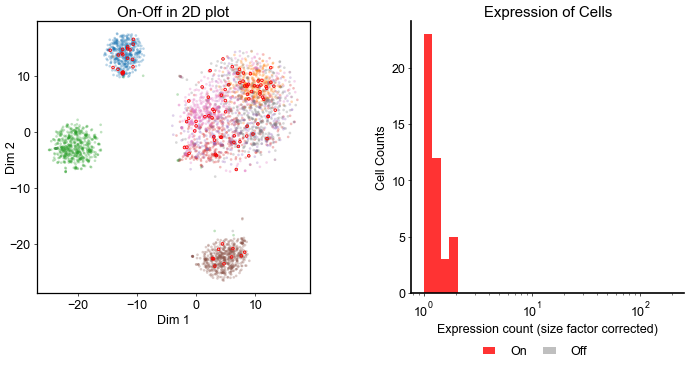 On-Off in 2D plot
Dim 2
10
0
−10
−20
−20
−10
0
10
Dim 1
Expression of Cells
Cell Counts
20
15
10
5
0
10^0
10^1
10^2
Expression count (size factor corrected)
On
Off